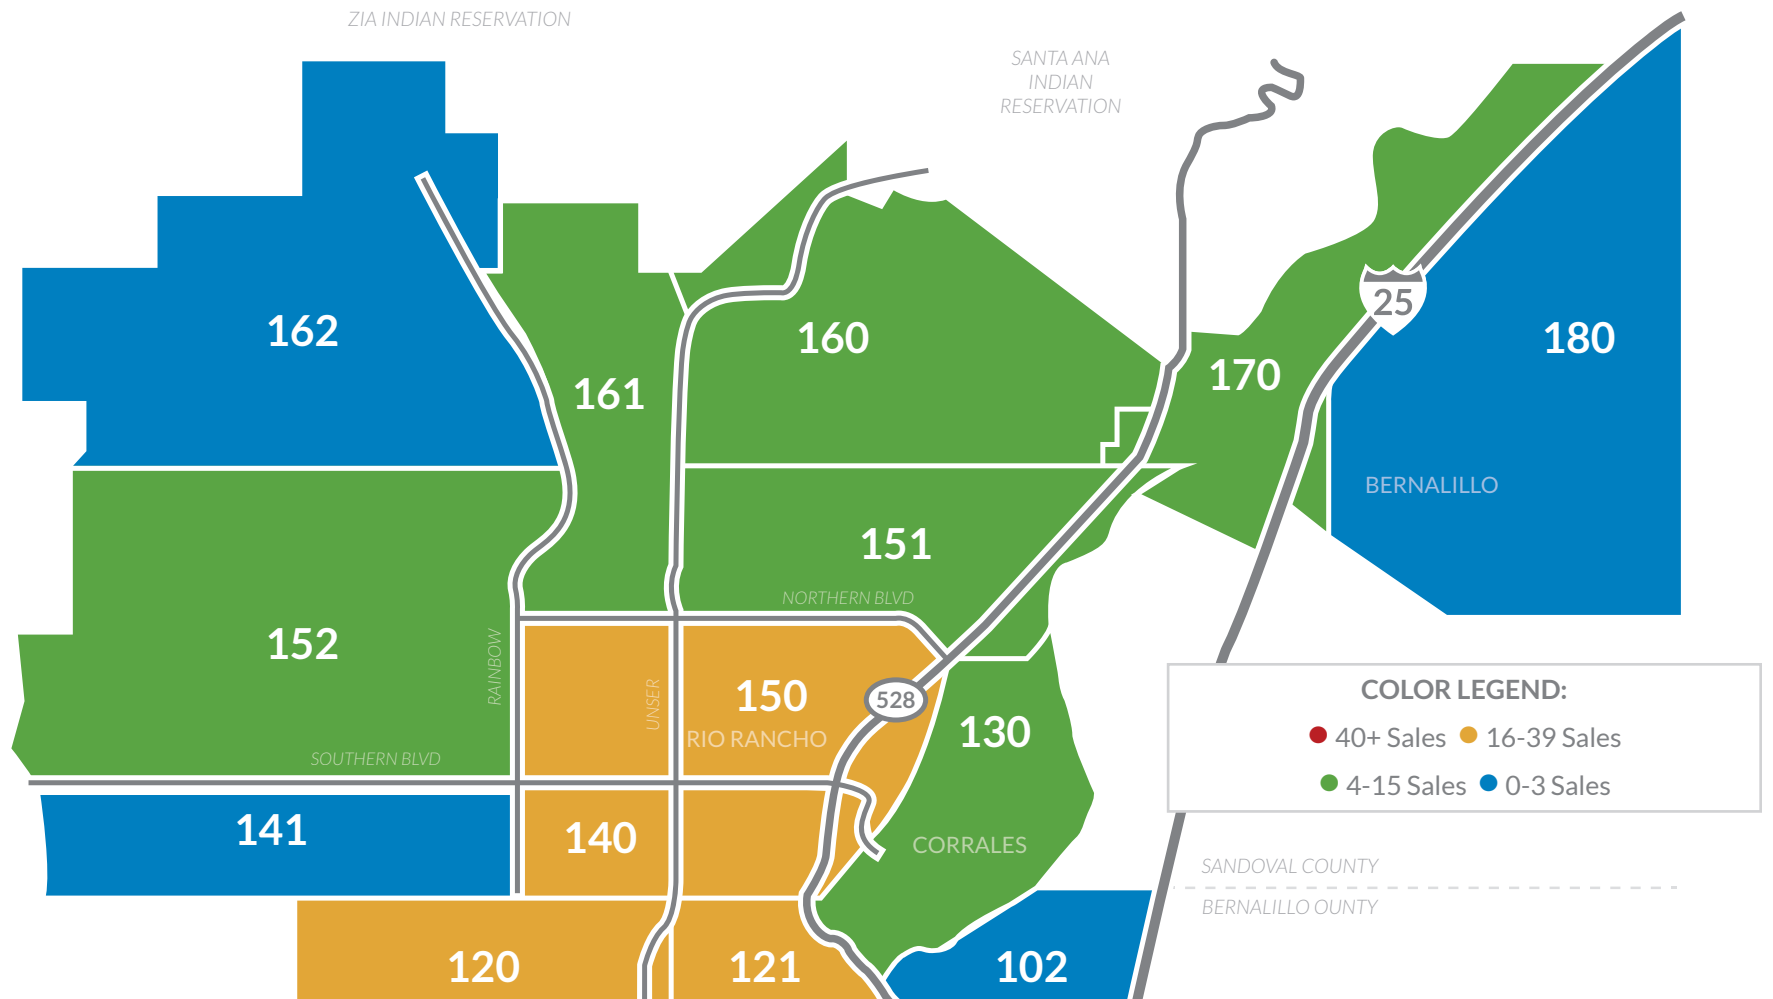 ZIA INDIAN RESERVATION
SANTA ANA
INDIAN
RESERVATION
25
162
160
180
170
161
BERNALILLO
151
NORTHERN BLVD
152
RAINBOW
UNSER
150
528
RIO RANCHO
130
SOUTHERN BLVD
COLOR LEGEND:
40+ Sales 16-39 Sales
4-15 Sales 0-3 Sales
141
140
CORRALES
SANDOVAL COUNTY
BERNALILLO OUNTY
120
121
102